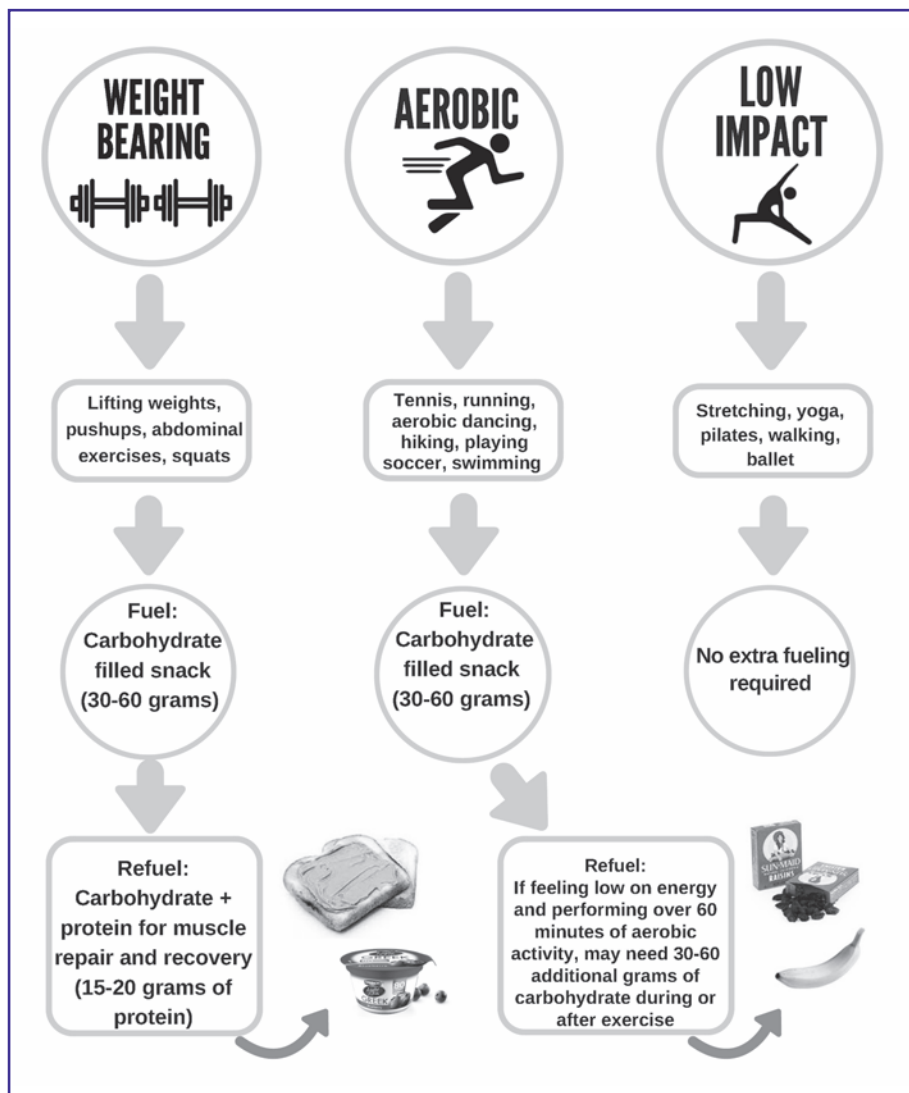 WEIGHT
BEARING
AEROBIC
LOW
IMPACT
Lifting weights,
pushups, abdominal
exercises, squats
Tennis, running,
aerobic dancing,
hiking, playing
soccer, swimming
Stretching, yoga,
pilates, walking,
ballet
Fuel:
Carbohydrate
filled snack
(30-60 grams)
Fuel:
Carbohydrate
filled snack
(30-60 grams)
No extra fueling
required
Refuel:
Carbohydrate +
protein for muscle
repair and recovery
(15-20 grams of
protein)
GREEK
Refuel:
If feeling low on energy
and performing over 60
minutes of aerobic
activity, may need 30-60
additional grams of
carbohydrate during or
after exercise
SUN-MAID
RAISINS